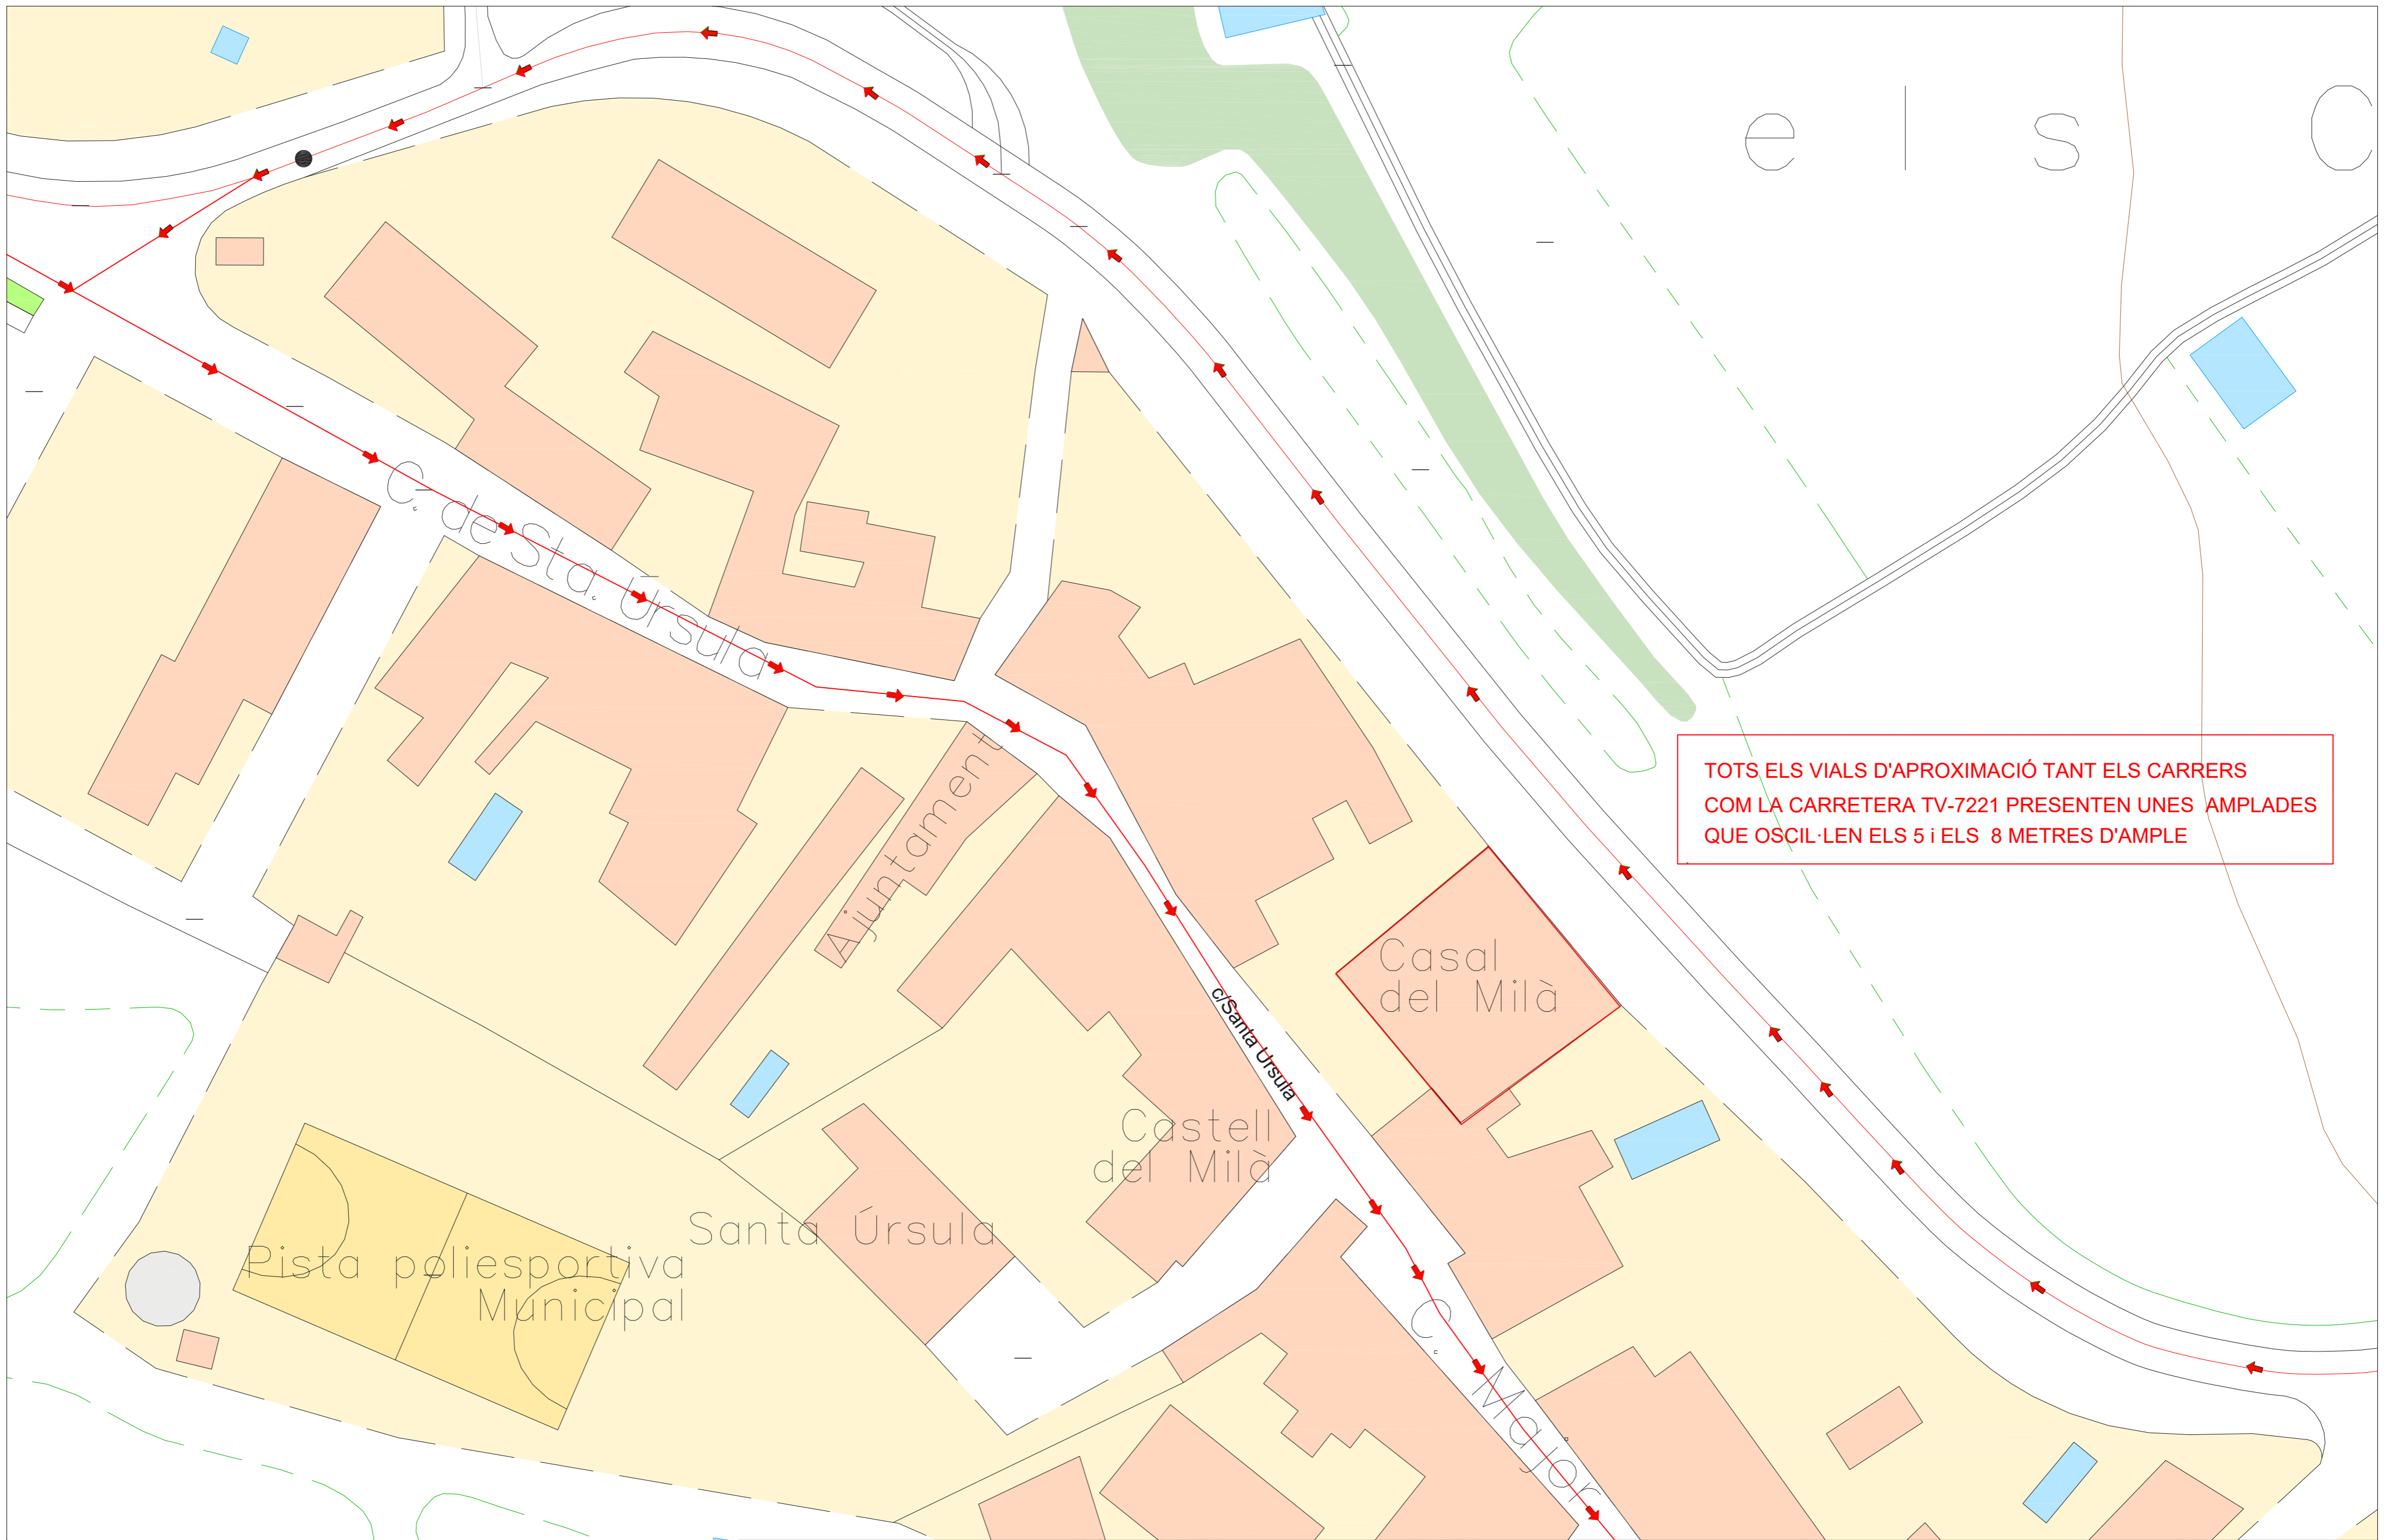 e l s
C. de Sta. Úrsula
Ajuntament
TOTS ELS VIALS D'APROXIMACIÓ TANT ELS CARRERS
COM LA CARRETERA TV-7221 PRESENTEN UNES AMPLADES
QUE OSCIL·LEN ELS 5 i ELS 8 METRES D'AMPLE
Casal
del Milà
c/Santa Úrsula
Castell
del Milà
Santa Úrsula
Pista poliesportiva
Municipal
C. Major